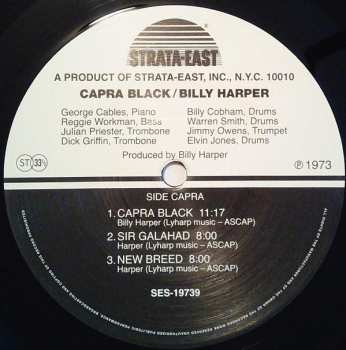 STRATA-EAST
A PRODUCT OF STRATA-EAST, INC., N.Y.C. 10010
CAPRA BLACK/BILLY HARPER
George Cables, Piano
Reggie Workman, Bass
Julian Priester, Trombone
Dick Griffin, Trombone
Billy Cobham, Drums
Warren Smith, Drums
Jimmy Owens, Trumpet
Elvin Jones, Drums
Produced by Billy Harper
ST 33⅓
℗ 1973
SIDE CAPRA
1. CAPRA BLACK 11:17
Billy Harper (Lyharp music – ASCAP)
2. SIR GALAHAD 8:00
Harper (Lyharp music – ASCAP)
3. NEW BREED 8:00
Harper (Lyharp music – ASCAP)
SES-19739